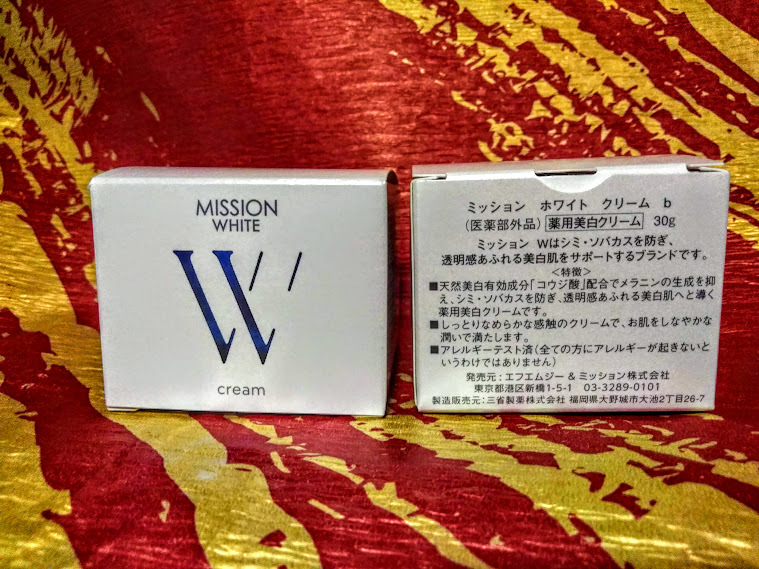 MISSION
WHITE
W
cream
ミッション ホワイト クリーム b
(医薬部外品) 薬用美白クリーム 30g
ミッション Wはシミ・ソバカスを防ぎ、
透明感あふれる美白肌をサポートするブランドです。
<特徴>
■天然美白有効成分「コウジ酸」配合でメラニンの生成を抑
え、シミ・ソバカスを防ぎ、透明感あふれる美白肌へと導く
薬用美白クリームです。
■しっとりなめらかな感触のクリームで、お肌をしなやかな
潤いで満たします。
■アレルギーテスト済(全ての方にアレルギーが起きないと
いうわけではありません)
発売元:エフエムジー&ミッション株式会社
東京都港区新橋1-5-1 03-3289-0101
製造販売元:三省製薬株式会社 福岡県大野城市大池2丁目26-7